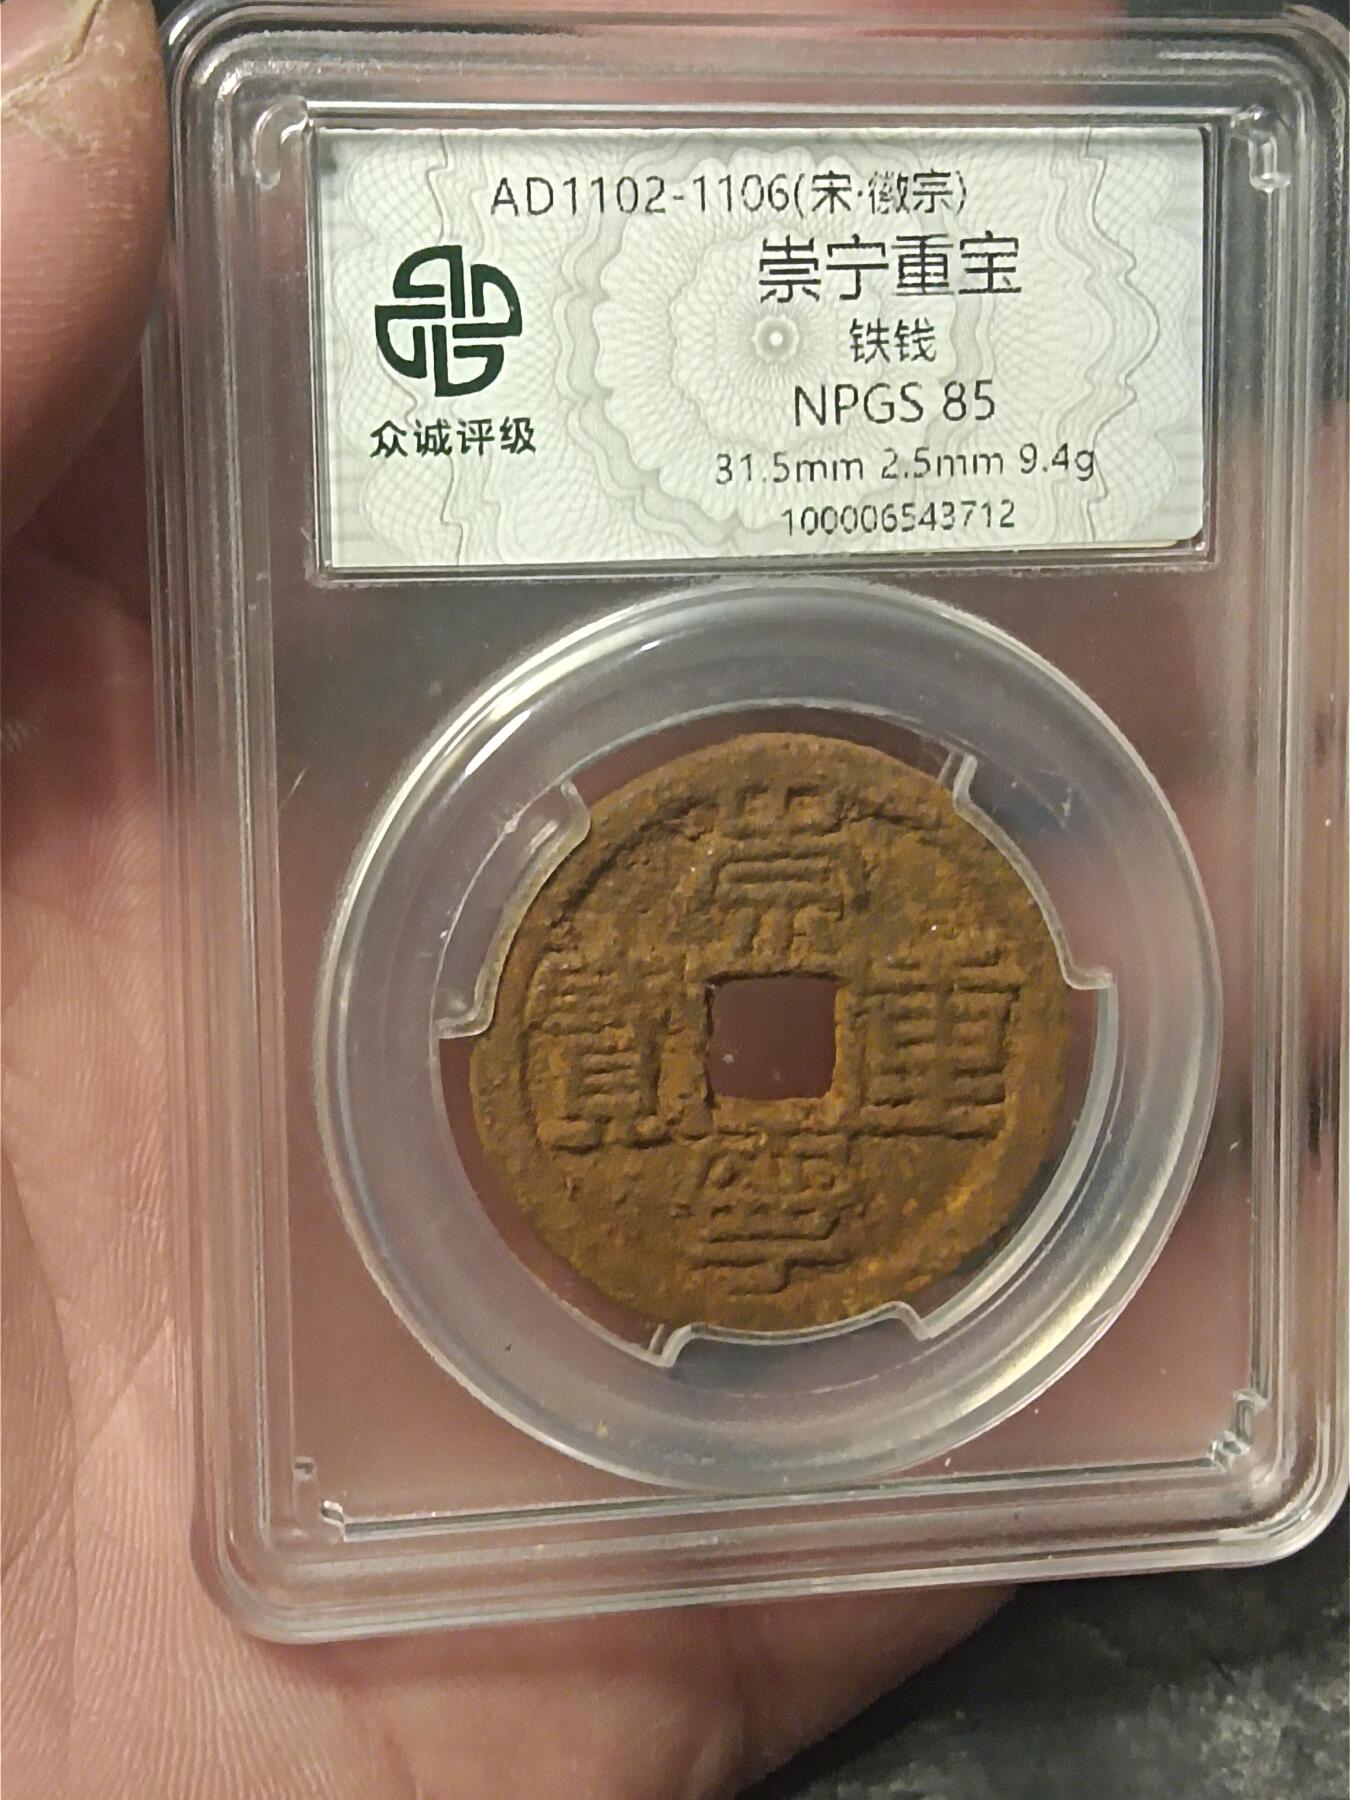 AD1102-1106(宋·徽宗)
崇宁重宝
铁钱
NPGS 85
31.5mm 2.5mm 9.4g
100006543712
众诚评级
崇
寧
重
寶